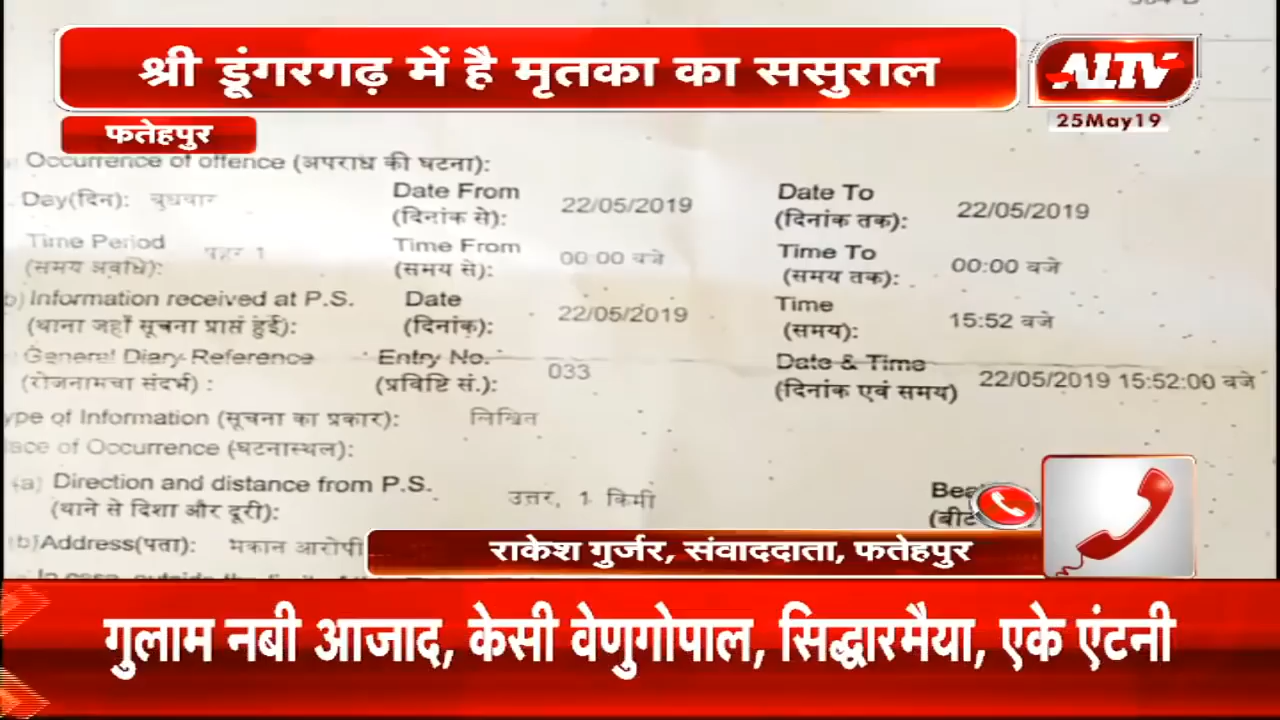 श्री डूंगरगढ़ में है मृतका का ससुराल
ALTV
25May19
फतेहपुर
Occurrence of offence (अपराध की घटना):
Day(दिन): बुधवार Date From 22/05/2019 Date To 22/05/2019
(दिनांक से): (दिनांक तक):
Time Period पहर 1 Time From 00:00 बजे Time To 00:00 बजे
(समय अवधि): (समय से): (समय तक):
b) Information received at P.S. Date 22/05/2019 Time 15:52 बजे
(थाना जहाँ सूचना प्राप्त हुई): (दिनांक): (समय):
General Diary Reference Entry No. 033 Date & Time 22/05/2019 15:52:00 बजे
(रोजनामचा संदर्भ) : (प्रविष्टि सं.): (दिनांक एवं समय)
ype of Information (सूचना का प्रकार): लिखित
ace of Occurrence (घटनास्थल):
(a) Direction and distance from P.S. उत्तर, 1 किमी Bea
(थाने से दिशा और दूरी): (बीट
(b) Address(पता): मकान आरोपी
राकेश गुर्जर, संवाददाता, फतेहपुर
गुलाम नबी आजाद, केसी वेणुगोपाल, सिद्धारमैया, एके एंटनी